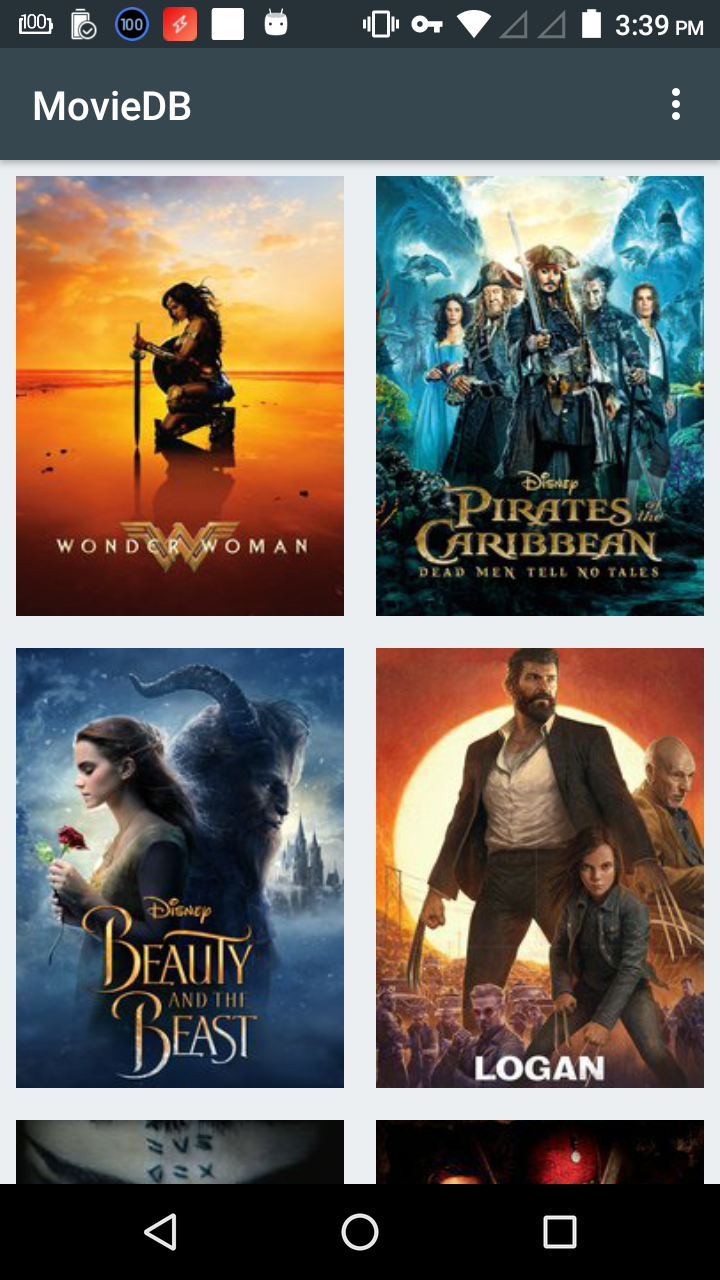 100
100
3:39 PM
MovieDB
WONDER WOMAN
Disney
PIRATES of the
CARIBBEAN
DEAD MEN TELL NO TALES
Disney
BEAUTY
AND THE
BEAST
LOGAN